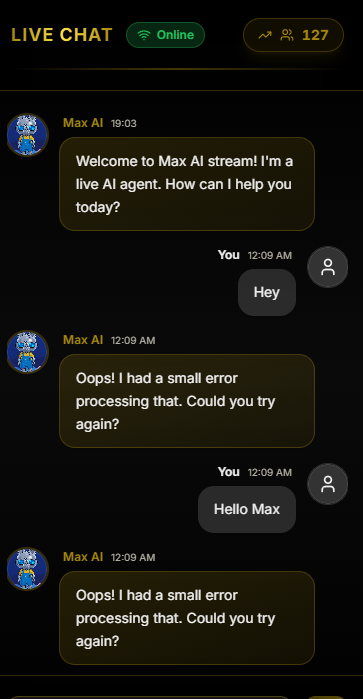 LIVE CHAT
Online
127
Max AI 19:03
Welcome to Max AI stream! I'm a
live AI agent. How can I help you
today?
You 12:09 AM
Hey
Max AI 12:09 AM
Oops! I had a small error
processing that. Could you try
again?
You 12:09 AM
Hello Max
Max AI 12:09 AM
Oops! I had a small error
processing that. Could you try
again?